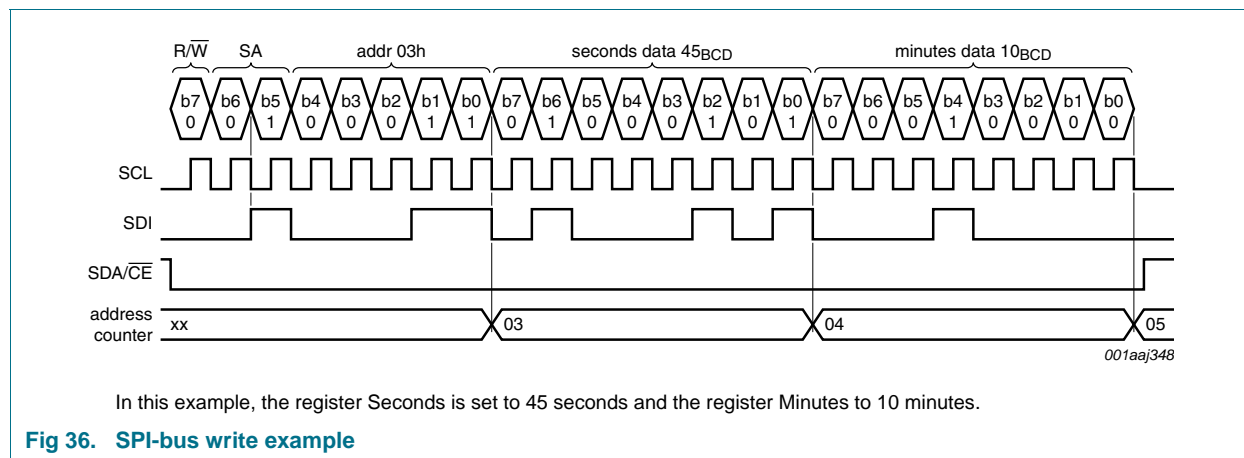 R/W SA addr 03h seconds data 45BCD minutes data 10BCD
b7 b6 b5 b4 b3 b2 b1 b0 b7 b6 b5 b4 b3 b2 b1 b0 b7 b6 b5 b4 b3 b2 b1 b0
0 0 1 0 0 0 1 1 0 1 0 0 0 1 0 1 0 0 0 1 0 0 0 0
SCL
SDI
SDA/CE
address
counter
xx 03 04 05
001aaj348
In this example, the register Seconds is set to 45 seconds and the register Minutes to 10 minutes.
Fig 36. SPI-bus write example